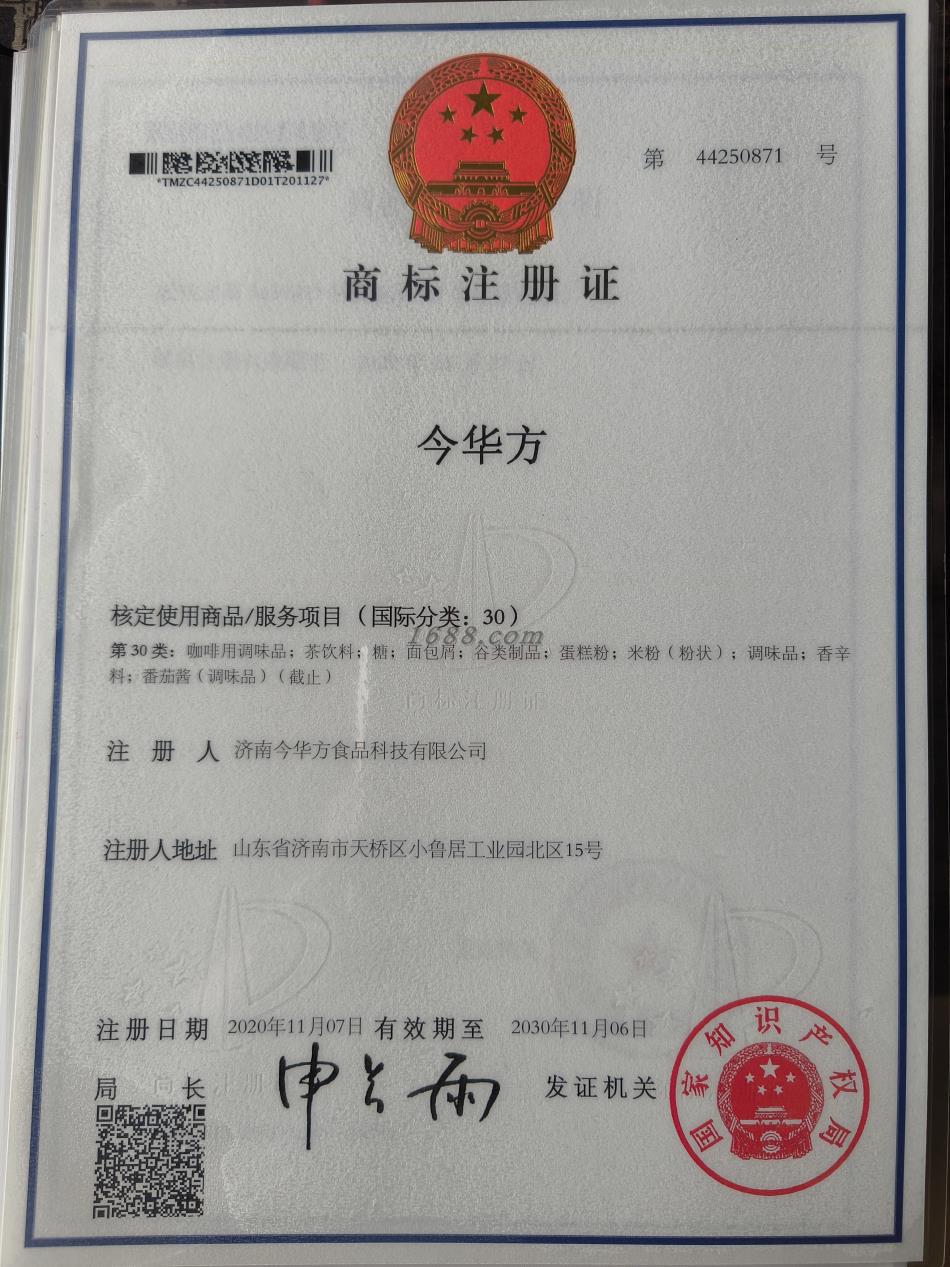 第 44250871 号
*TMZC44250871D01T201127*
商标注册证
今华方
核定使用商品/服务项目（国际分类：30）
1688.com
第30类：咖啡用调味品；茶饮料；糖；面包屑；谷类制品；蛋糕粉；米粉（粉状）；调味品；香辛
料；番茄酱（调味品）（截止）
商标注册证
注 册 人 济南今华方食品科技有限公司
注册人地址 山东省济南市天桥区小鲁居工业园北区15号
注册日期 2020年11月07日 有效期至 2030年11月06日
局 长 申长雨 发证机关
国家知识产权局